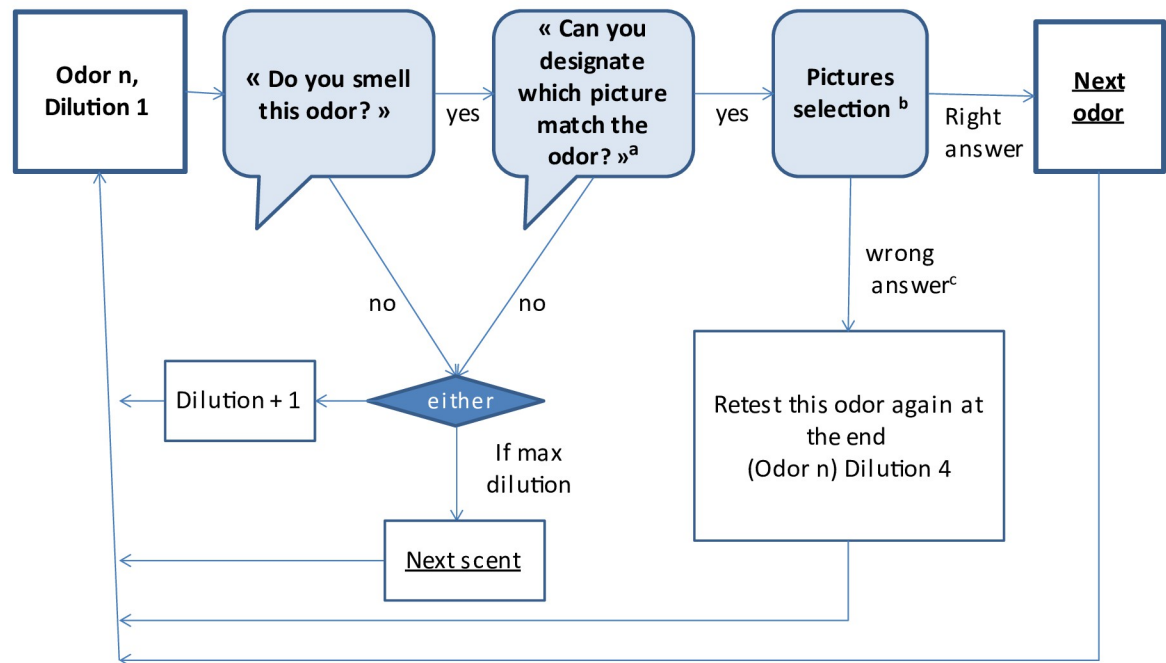 Odor n,
Dilution 1
« Do you smell
this odor? »
yes
« Can you
designate
which picture
match the
odor? »ᵃ
yes
Pictures
selection ᵇ
Right
answer
Next
odor
no
no
wrong
answerᶜ
either
Dilution + 1
If max
dilution
Next scent
Retest this odor again at
the end
(Odor n) Dilution 4